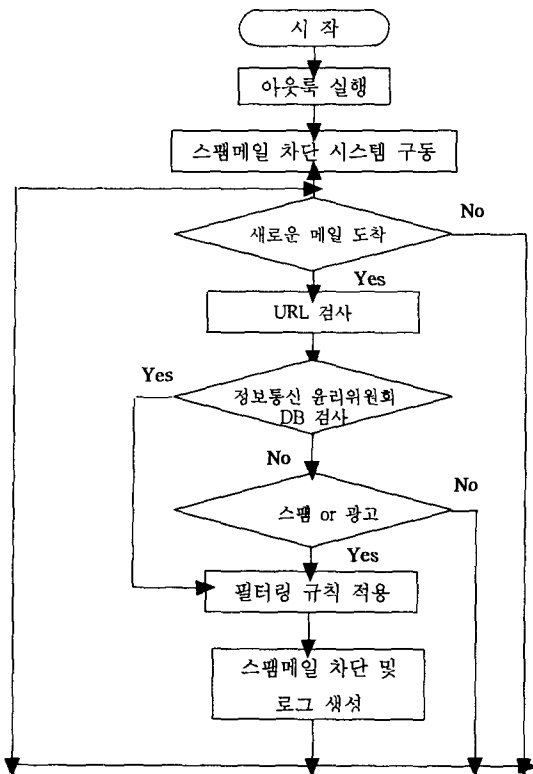 시 작
아웃룩 실행
스팸메일 차단 시스템 구동
No
새로운 메일 도착
Yes
URL 검사
Yes
정보통신 윤리위원회
DB 검사
No
No
스팸 or 광고
Yes
필터링 규칙 적용
스팸메일 차단 및
로그 생성